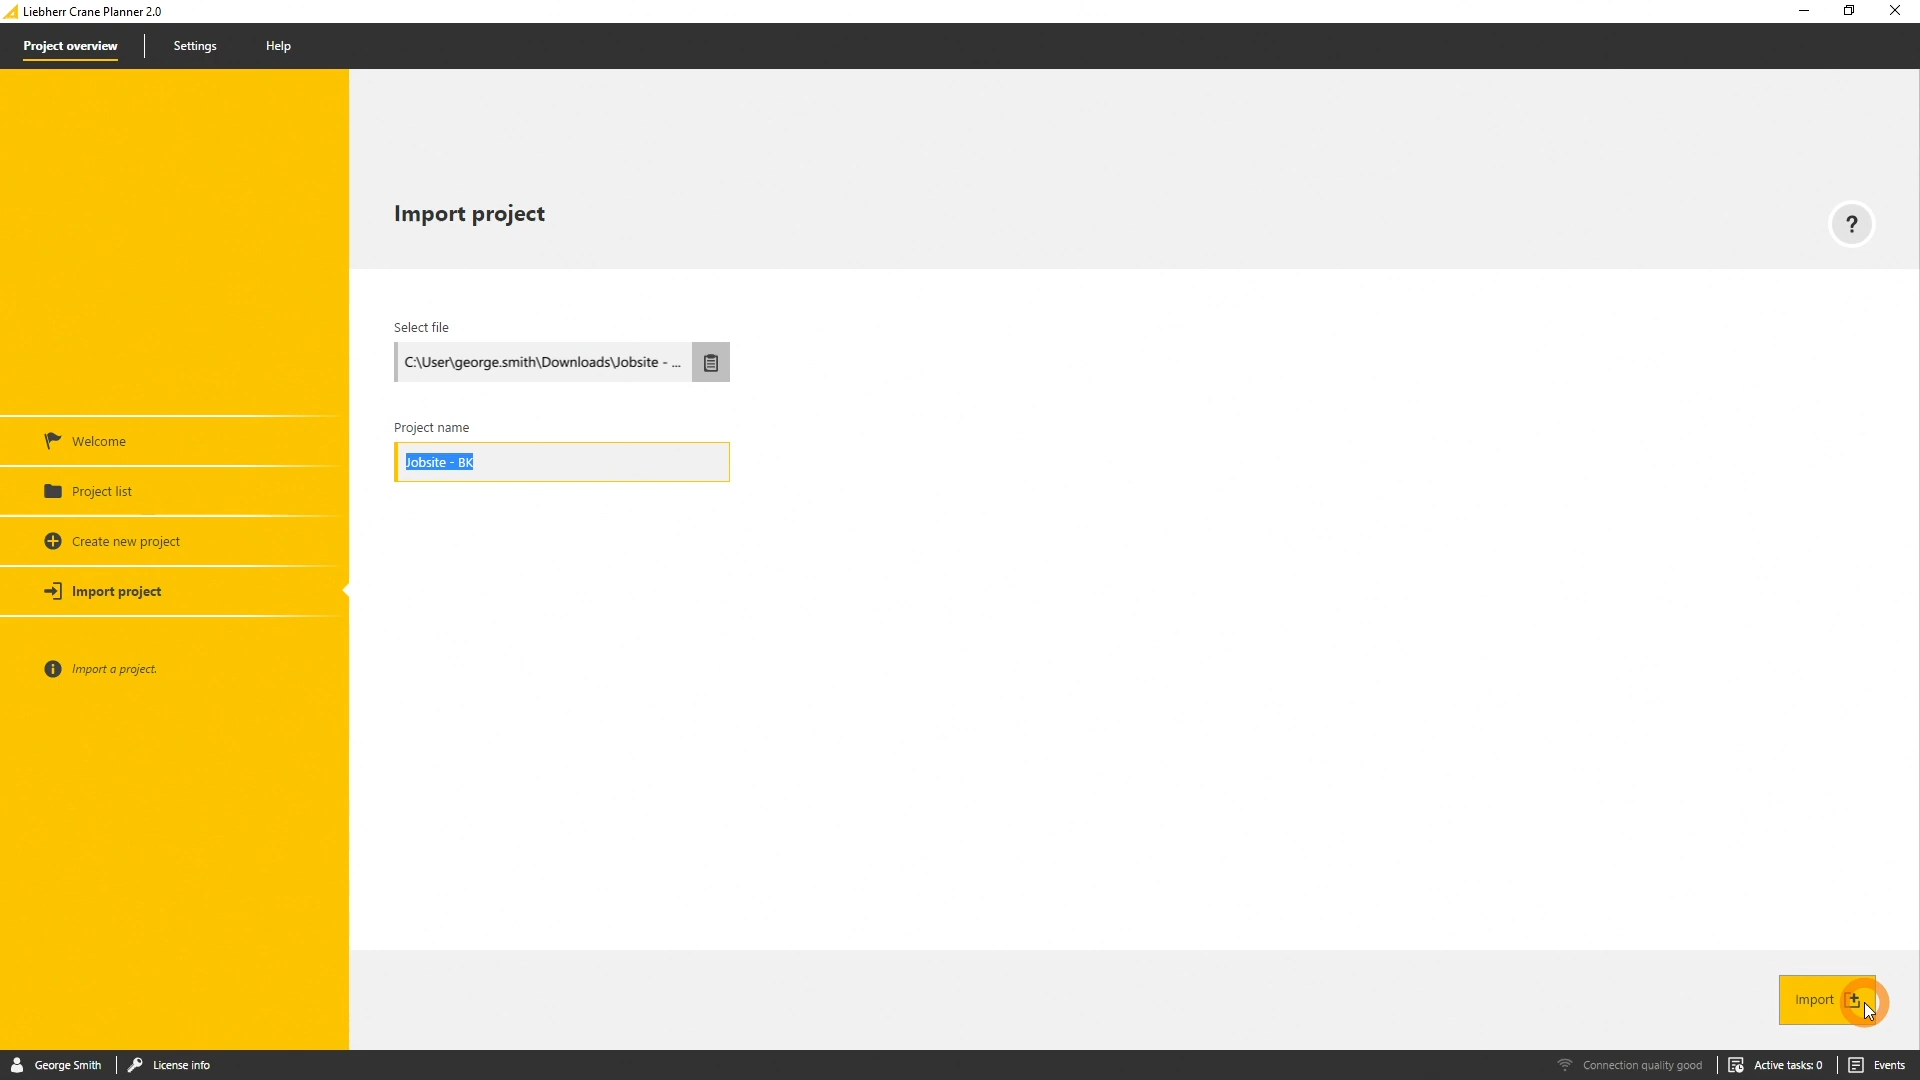 Liebherr Crane Planner 2.0
Project overview Settings Help
Import project
?
Select file
C:\User\george.smith\Downloads\Jobsite - ...
Project name
Jobsite - BK
Welcome
Project list
Create new project
Import project
Import a project.
Import
George Smith License info Connection quality good Active tasks: 0 Events